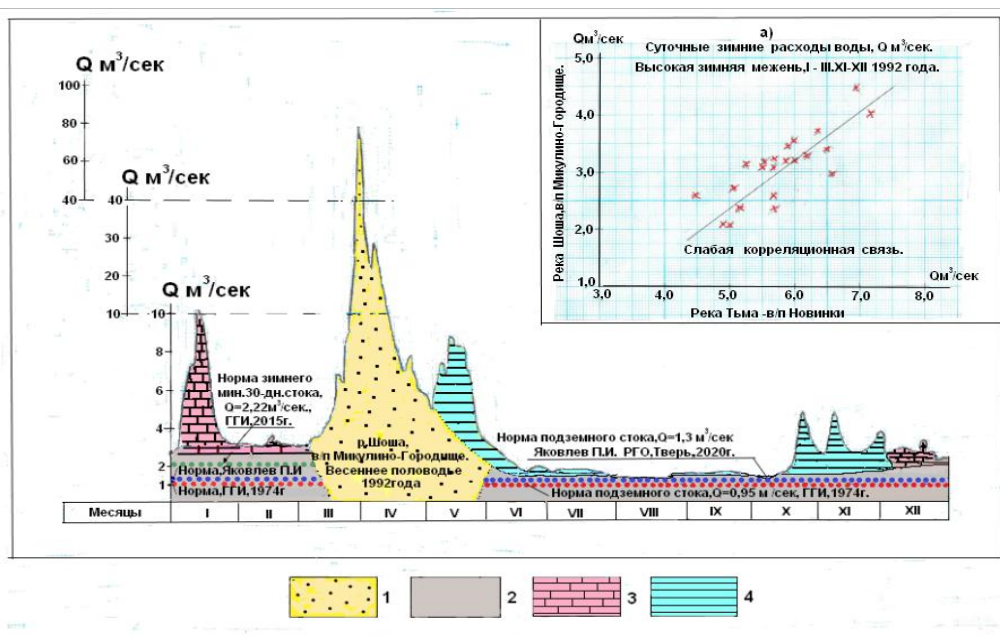 Q м³/сек
100
80
60
40
Q м³/сек
40
30
20
10
Q м³/сек
10
8
6
4
2
1
Норма зимнего
мин.30-дн.стока,
Q=2,22м³/сек.,
ГГИ,2015г.
Норма,Яковлев П.И
Норма,ГГИ,1974г
р.Шоша,
в/п Микулино-Городище.
Весеннее половодье
1992года
Норма подземного стока,Q=1,3 м³/сек
Яковлев П.И. РГО,Тверь,2020г.
Норма подземного стока,Q=0,95 м /сек, ГГИ,1974г.
Месяцы I II III IV V VI VII VIII IX X XI XII
а)
Qм³/сек
Суточные зимние расходы воды, Q м³/сек.
Высокая зимняя межень,I - III.XI-XII 1992 года.
5,0
4,0
3,0
2,0
1,0
Река Шоша,в/п Микулино-Городище.
Слабая корреляционная связь.
Qм³/сек
3,0 4,0 5,0 6,0 7,0 8,0
Река Тьма -в/п Новинки
1 2 3 4